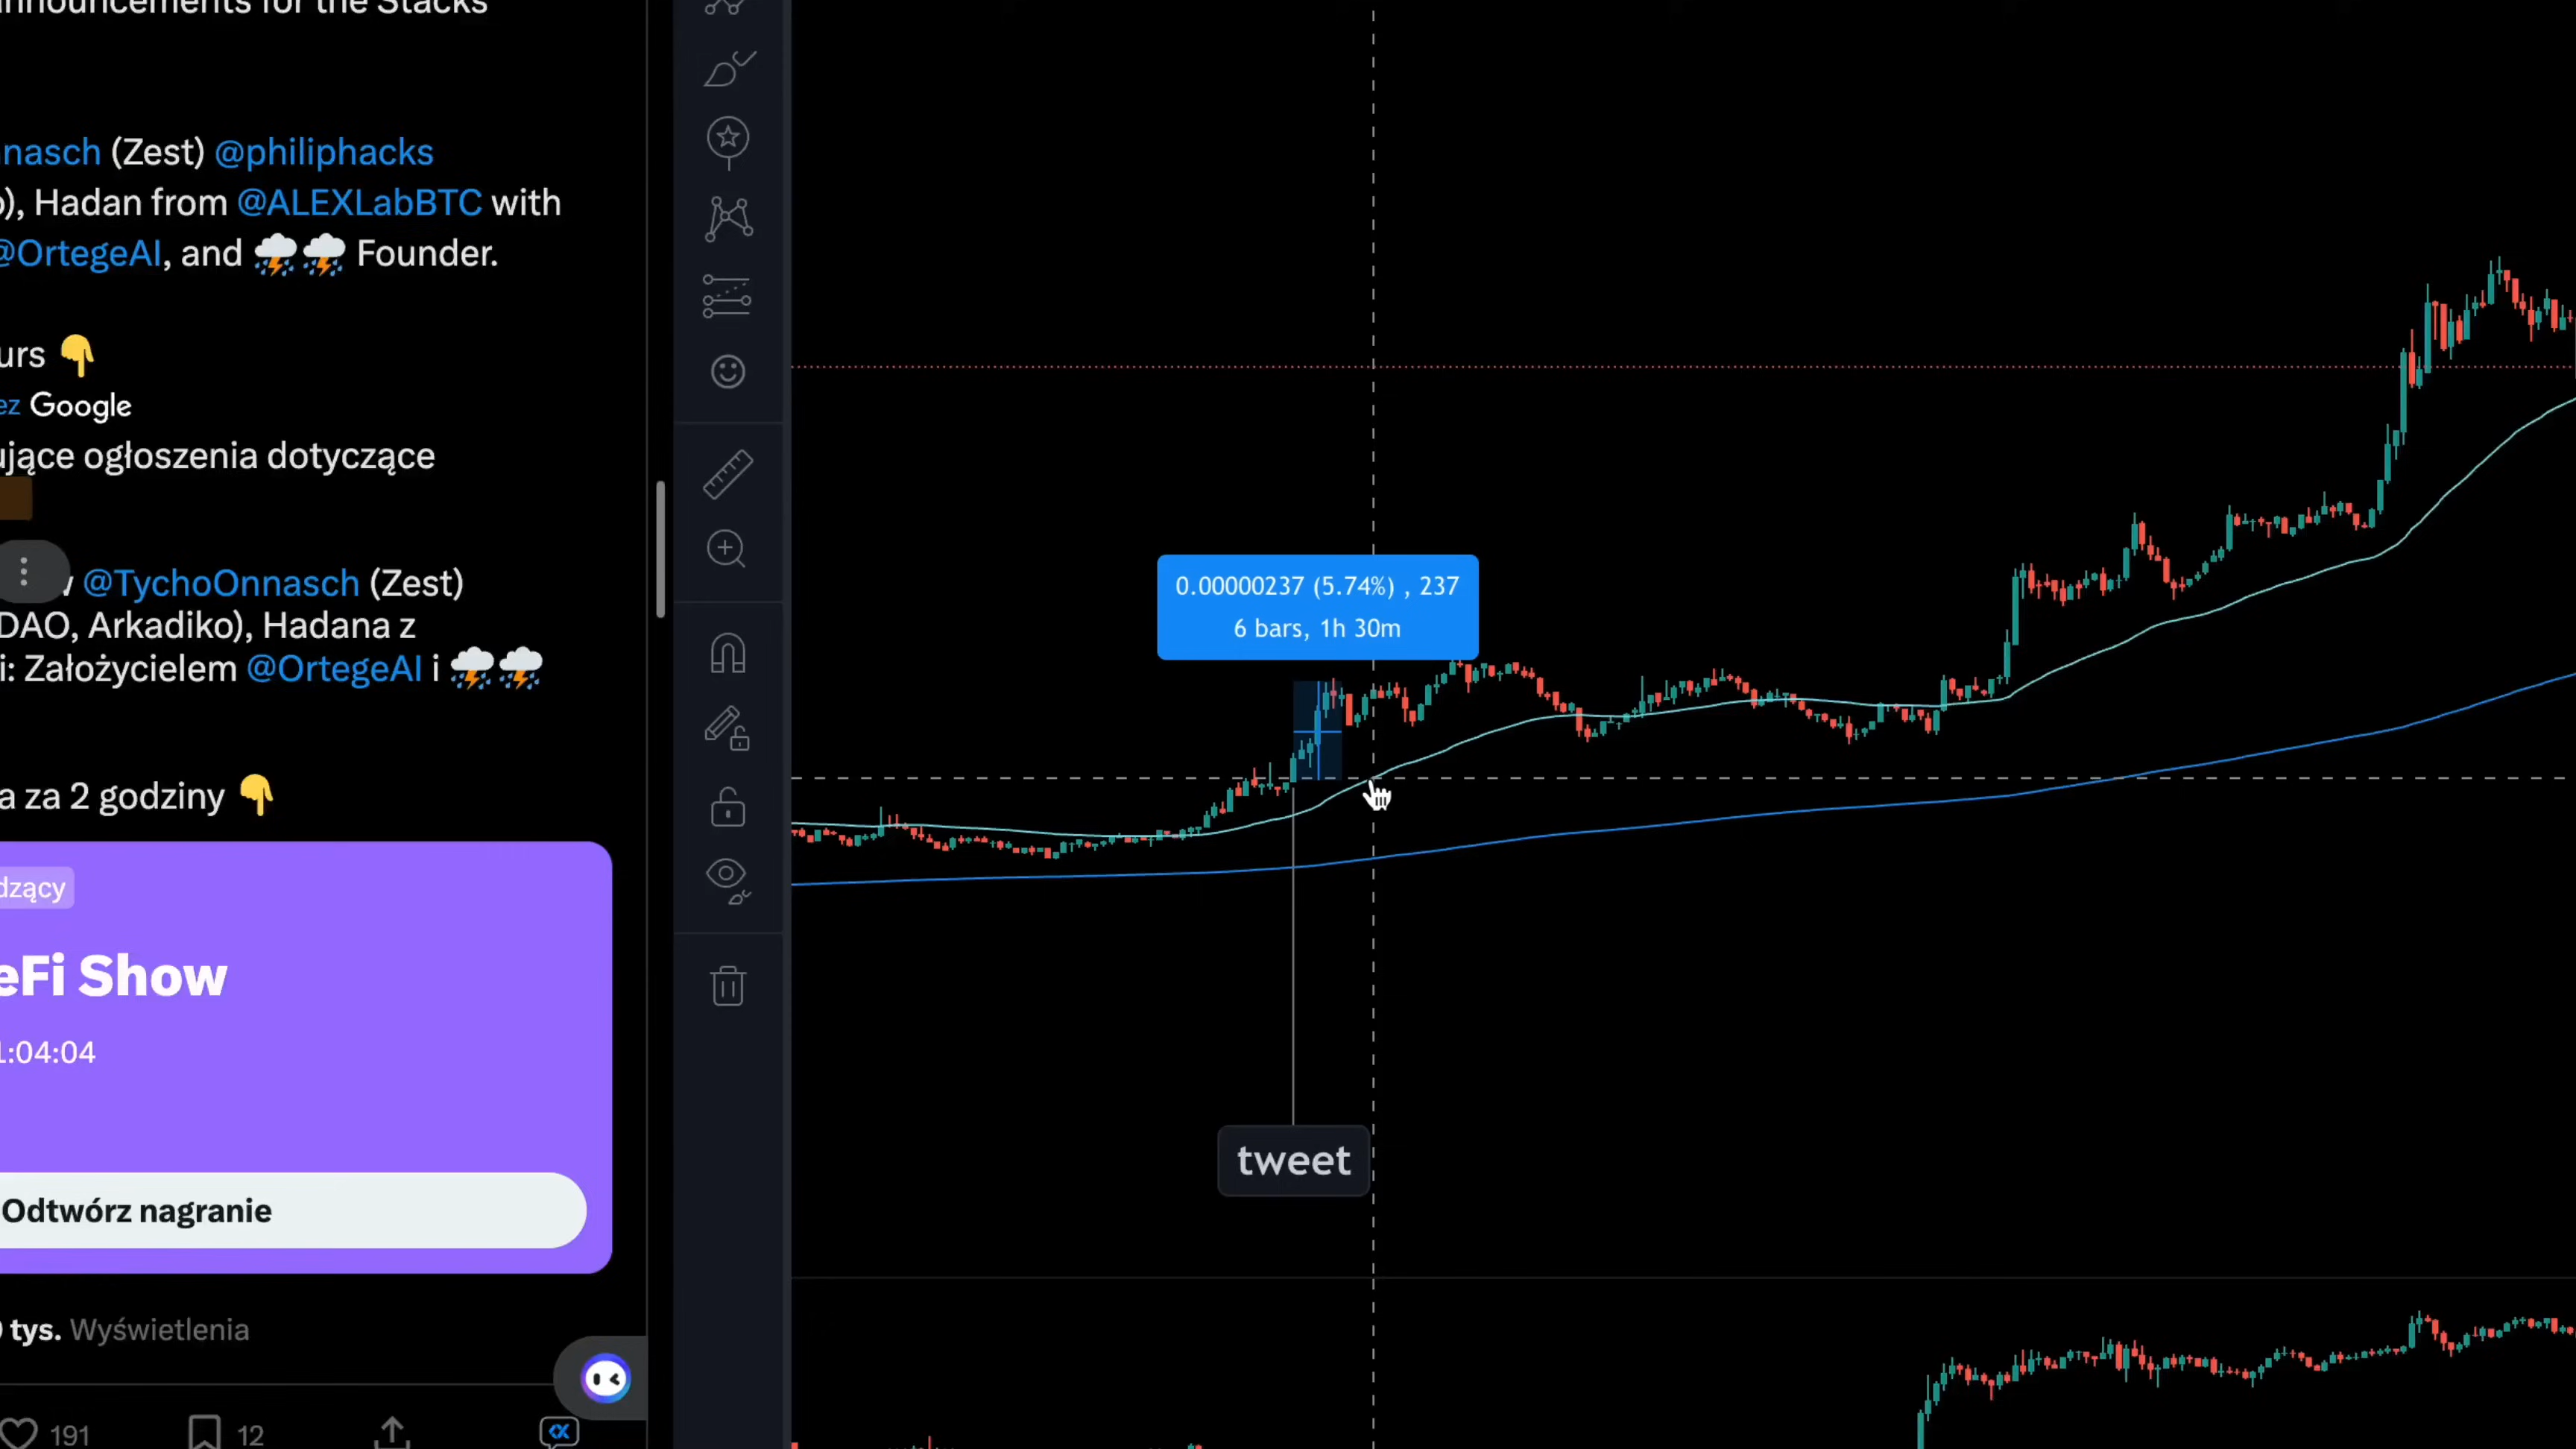 announcements for the Stacks
nasch (Zest) @philiphacks
), Hadan from @ALEXLabBTC with
@OrtegeAI, and ⛈️⛈️ Founder.
urs 👇
ez Google
ujące ogłoszenia dotyczące
@TychoOnnasch (Zest)
DAO, Arkadiko), Hadana z
i: Założycielem @OrtegeAI i ⛈️⛈️
a za 2 godziny 👇
dzący
eFi Show
1:04:04
Odtwórz nagranie
tys. Wyświetlenia
191
12
0.00000237 (5.74%) , 237
6 bars, 1h 30m
tweet